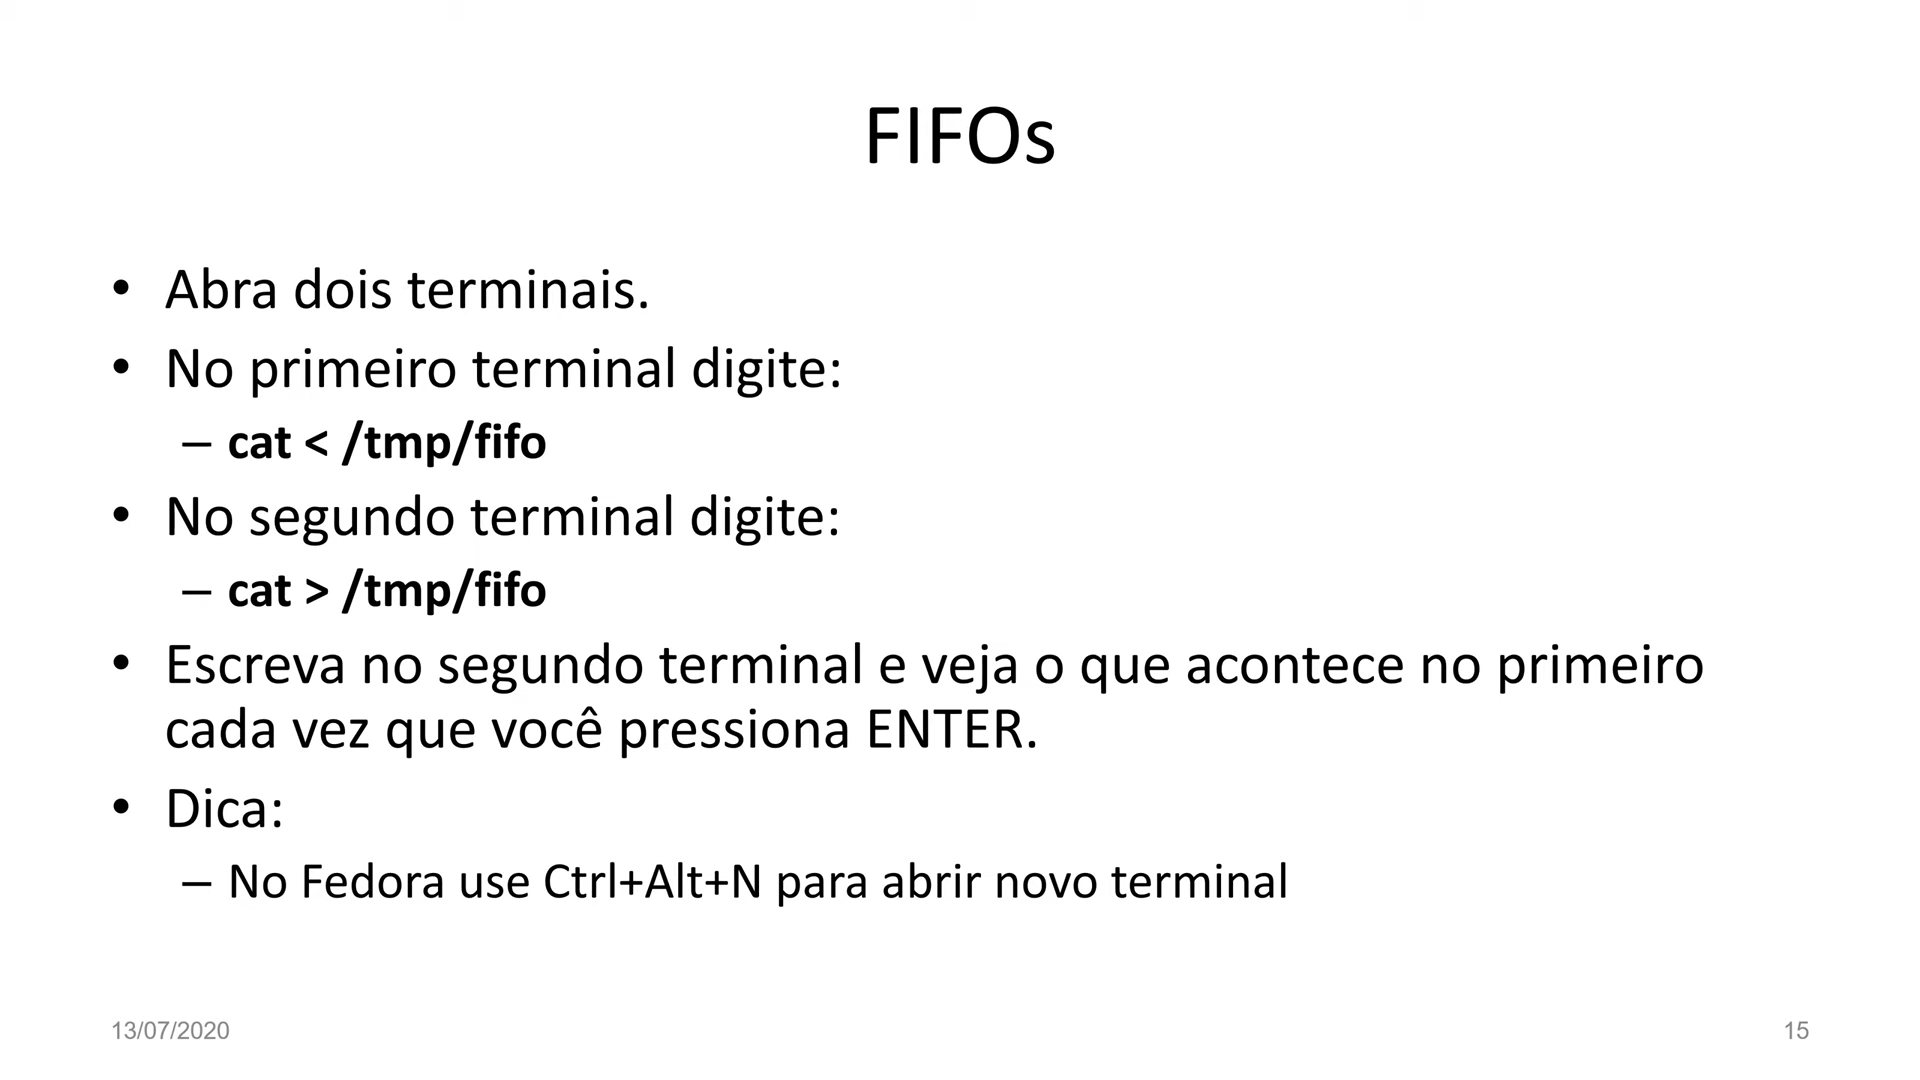 FIFOs
• Abra dois terminais.
• No primeiro terminal digite:
– cat < /tmp/fifo
• No segundo terminal digite:
– cat > /tmp/fifo
• Escreva no segundo terminal e veja o que acontece no primeiro
cada vez que você pressiona ENTER.
• Dica:
– No Fedora use Ctrl+Alt+N para abrir novo terminal
13/07/2020
15